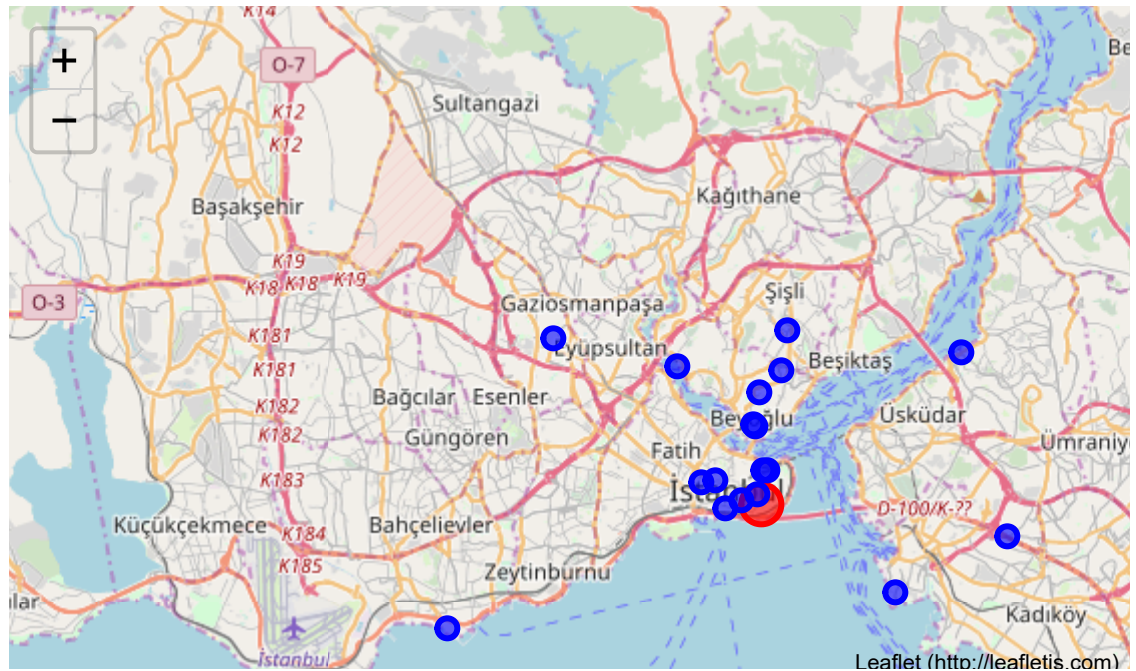 K14
+
O-7
Be
K12
Sultangazi
−
K12
Kağıthane
Başakşehir
K19
K18 K18 K19
O-3
Şişli
Gaziosmanpaşa
K181
Eyüpsultan
Beşiktaş
K181
Bağcılar Esenler
K182
Beyoğlu
Üsküdar
K182
Güngören
Ümraniye
Fatih
K183
İstanbul
D-100/K-??
Küçükçekmece
Bahçelievler
K184
K185
Zeytinburnu
lar
Kadıköy
İstanbul
Leaflet (http://leafletjs.com)